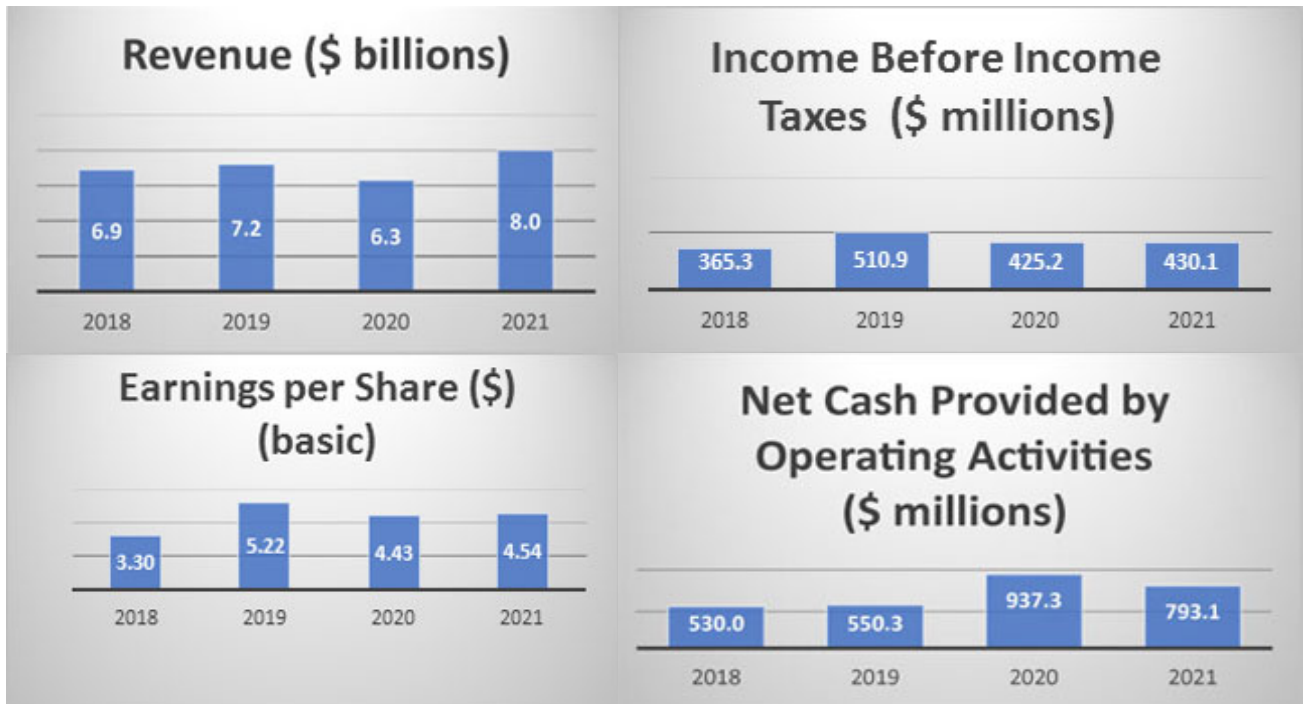 Revenue ($ billions)
6.9 7.2 6.3 8.0
2018 2019 2020 2021
Income Before Income
Taxes ($ millions)
365.3 510.9 425.2 430.1
2018 2019 2020 2021
Earnings per Share ($)
(basic)
3.30 5.22 4.43 4.54
2018 2019 2020 2021
Net Cash Provided by
Operating Activities
($ millions)
530.0 550.3 937.3 793.1
2018 2019 2020 2021